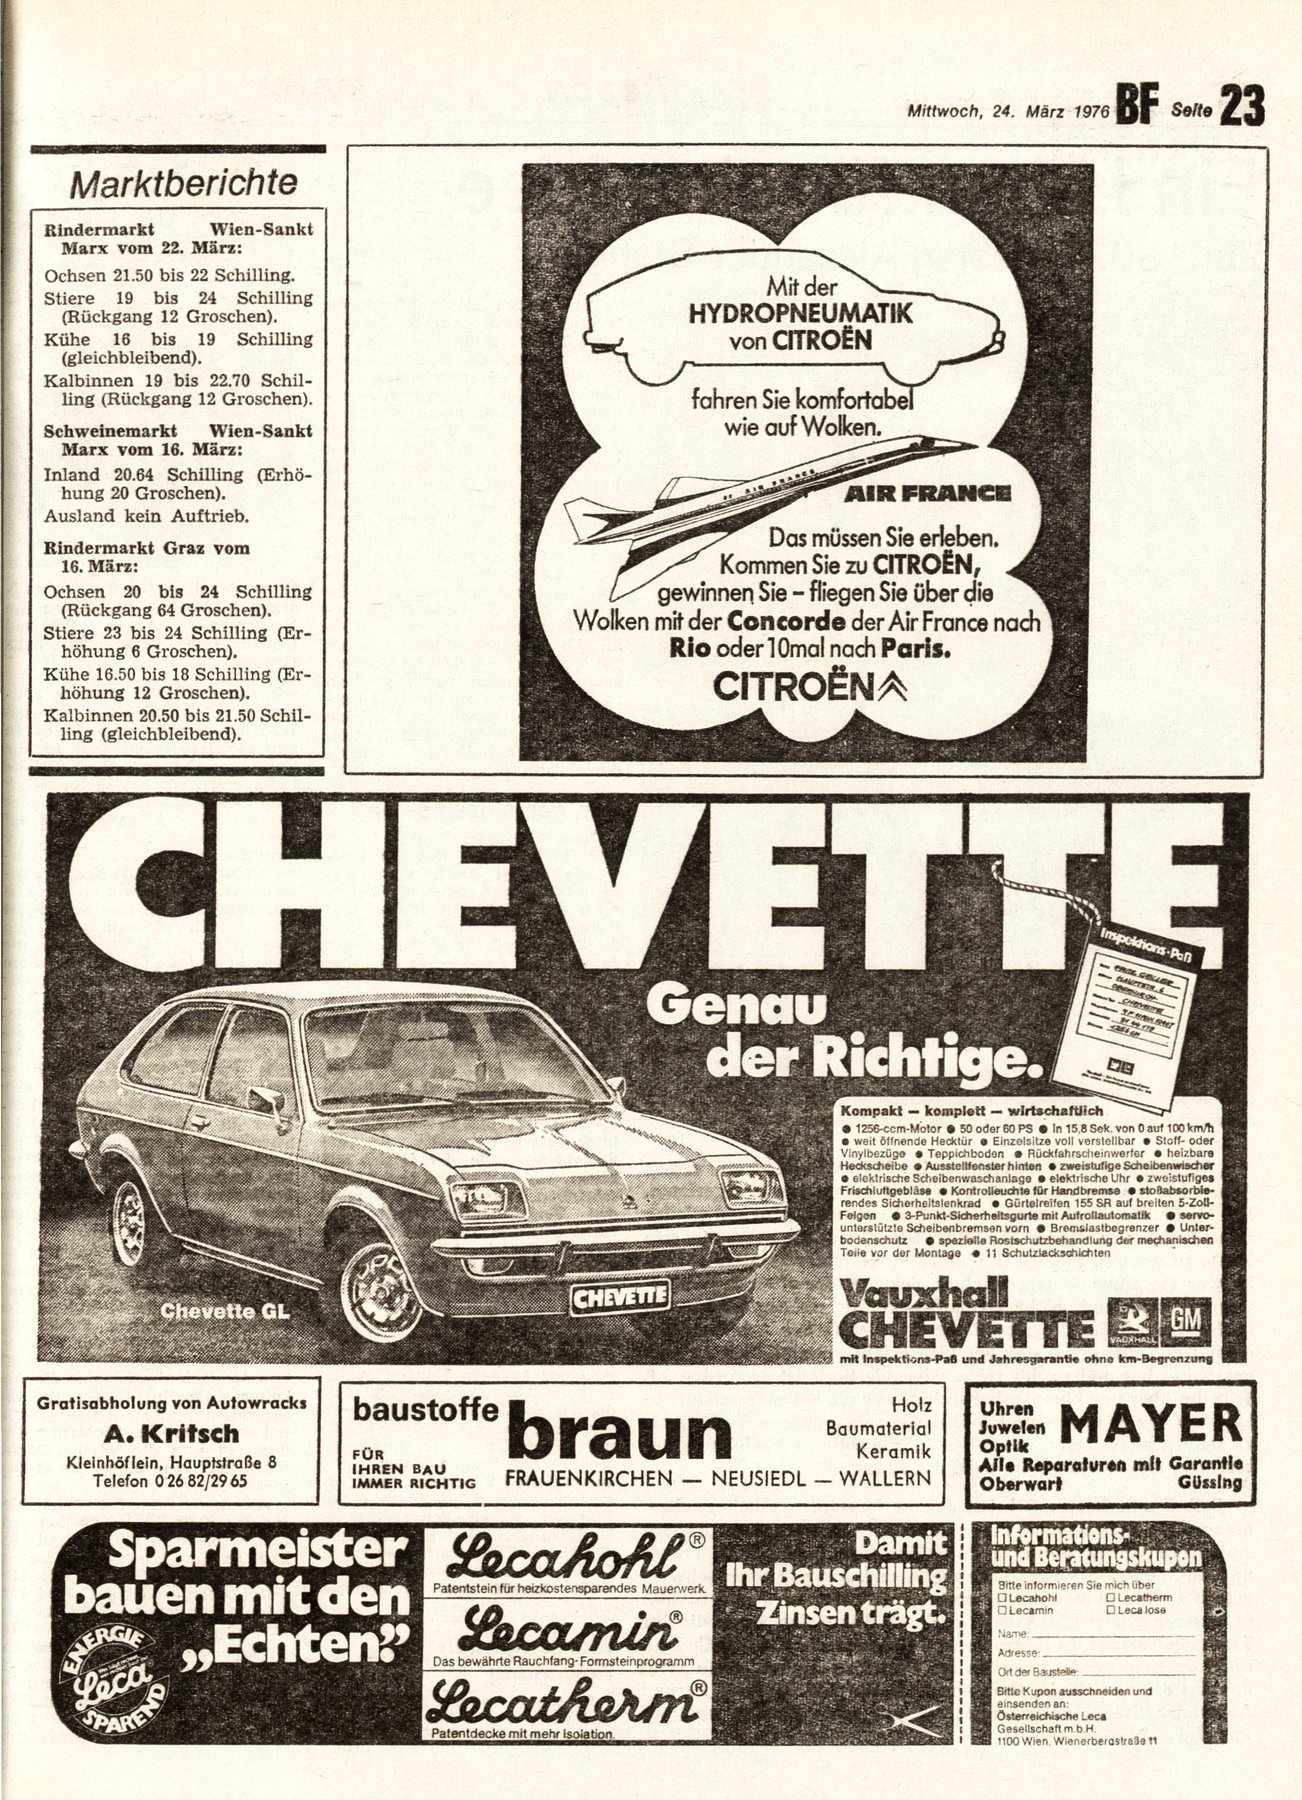 Mittwoch, 24. März 1976 BF Seite 23
Marktberichte
Rindermarkt Wien-Sankt
Marx vom 22. März:
Ochsen 21.50 bis 22 Schilling.
Stiere 19 bis 24 Schilling
(Rückgang 12 Groschen).
Kühe 16 bis 19 Schilling
(gleichbleibend).
Kalbinnen 19 bis 22.70 Schil-
ling (Rückgang 12 Groschen).
Schweinemarkt Wien-Sankt
Marx vom 16. März:
Inland 20.64 Schilling (Erhö-
hung 20 Groschen).
Ausland kein Auftrieb.
Rindermarkt Graz vom
16. März:
Ochsen 20 bis 24 Schilling
(Rückgang 64 Groschen).
Stiere 23 bis 24 Schilling (Er-
höhung 6 Groschen).
Kühe 16.50 bis 18 Schilling (Er-
höhung 12 Groschen).
Kalbinnen 20.50 bis 21.50 Schil-
ling (gleichbleibend).
Mit der
HYDROPNEUMATIK
von CITROËN
fahren Sie komfortabel
wie auf Wolken.
AIR FRANCE
AIR FRANCE
Das müssen Sie erleben.
Kommen Sie zu CITROËN,
gewinnen Sie – fliegen Sie über die
Wolken mit der Concorde der Air France nach
Rio oder 10mal nach Paris.
CITROËN
CHEVETTE
Inspektions-Paß
Genau
der Richtige.
Kompakt — komplett — wirtschaftlich
● 1256-ccm-Motor ● 50 oder 60 PS ● In 15,8 Sek. von 0 auf 100 km/h
● weit öffnende Hecktür ● Einzelsitze voll verstellbar ● Stoff- oder
Vinylbezüge ● Teppichboden ● Rückfahrscheinwerfer ● heizbare
Heckscheibe ● Ausstellfenster hinten ● zweistufige Scheibenwischer
● elektrische Scheibenwaschanlage ● elektrische Uhr ● zweistufiges
Frischluftgebläse ● Kontrolleuchte für Handbremse ● stoßabsorbie-
rendes Sicherheitslenkrad ● Gürtelreifen 155 SR auf breiten 5-Zoll-
Felgen ● 3-Punkt-Sicherheitsgurte mit Aufrollautomatik ● servo-
unterstützte Scheibenbremsen vorn ● Bremslastbegrenzer ● Unter-
bodenschutz ● spezielle Rostschutzbehandlung der mechanischen
Teile vor der Montage ● 11 Schutzlackschichten
CHEVETTE
Chevette GL
Vauxhall
CHEVETTE VAUXHALL GM
mit Inspektions-Paß und Jahresgarantie ohne km-Begrenzung
Gratisabholung von Autowracks
A. Kritsch
Kleinhöflein, Hauptstraße 8
Telefon 0 26 82/29 65
baustoffe braun
FÜR
IHREN BAU
IMMER RICHTIG
Holz
Baumaterial
Keramik
FRAUENKIRCHEN — NEUSIEDL — WALLERN
Uhren
Juwelen
Optik
MAYER
Alle Reparaturen mit Garantie
Oberwart Güssing
Sparmeister
bauen mit den
„Echten“.
ENERGIE
Leca
SPAREND
Lecahohl®
Patentstein für heizkostensparendes Mauerwerk.
Lecamin®
Das bewährte Rauchfang-Formsteinprogramm
Lecatherm®
Patentdecke mit mehr Isolation.
Damit
Ihr Bauschilling
Zinsen trägt.
Informations-
und Beratungskupon
Bitte informieren Sie mich über
☐ Lecahohl ☐ Lecatherm
☐ Lecamin ☐ Leca lose
Name:
Adresse:
Ort der Baustelle:
Bitte Kupon ausschneiden und
einsenden an:
Österreichische Leca
Gesellschaft m.b.H.
1100 Wien, Wienerbergstraße 11